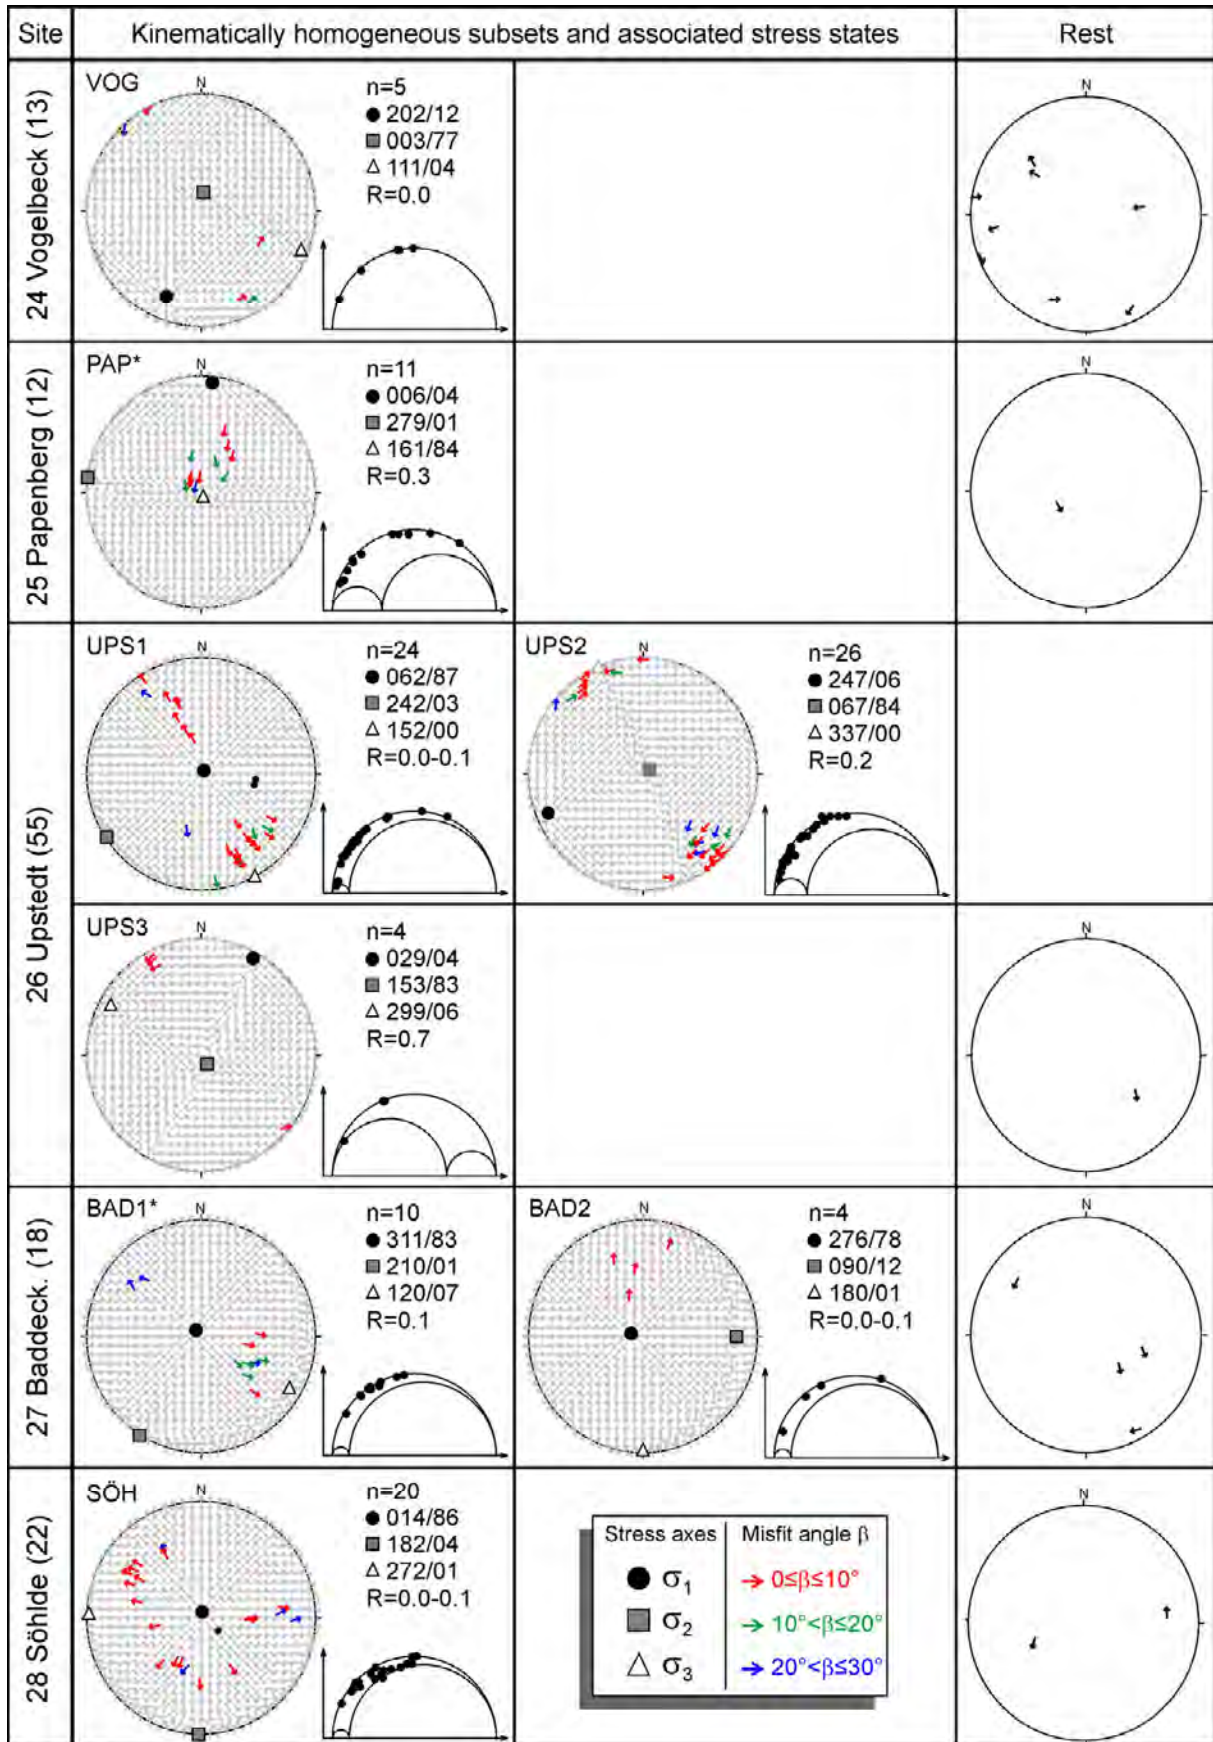 Site
Kinematically homogeneous subsets and associated stress states
Rest
24 Vogelbeck (13)
VOG
N
n=5
202/12
003/77
111/04
R=0.0
N
25 Papenberg (12)
PAP*
N
n=11
006/04
279/01
161/84
R=0.3
N
26 Upstedt (55)
UPS1
N
n=24
062/87
242/03
152/00
R=0.0-0.1
UPS2
N
n=26
247/06
067/84
337/00
R=0.2
UPS3
N
n=4
029/04
153/83
299/06
R=0.7
N
27 Baddeck. (18)
BAD1*
N
n=10
311/83
210/01
120/07
R=0.1
BAD2
N
n=4
276/78
090/12
180/01
R=0.0-0.1
N
28 Söhlde (22)
SÖH
N
n=20
014/86
182/04
272/01
R=0.0-0.1
Stress axes
Misfit angle β
σ1
0≤β≤10°
σ2
10°<β≤20°
σ3
20°<β≤30°
N